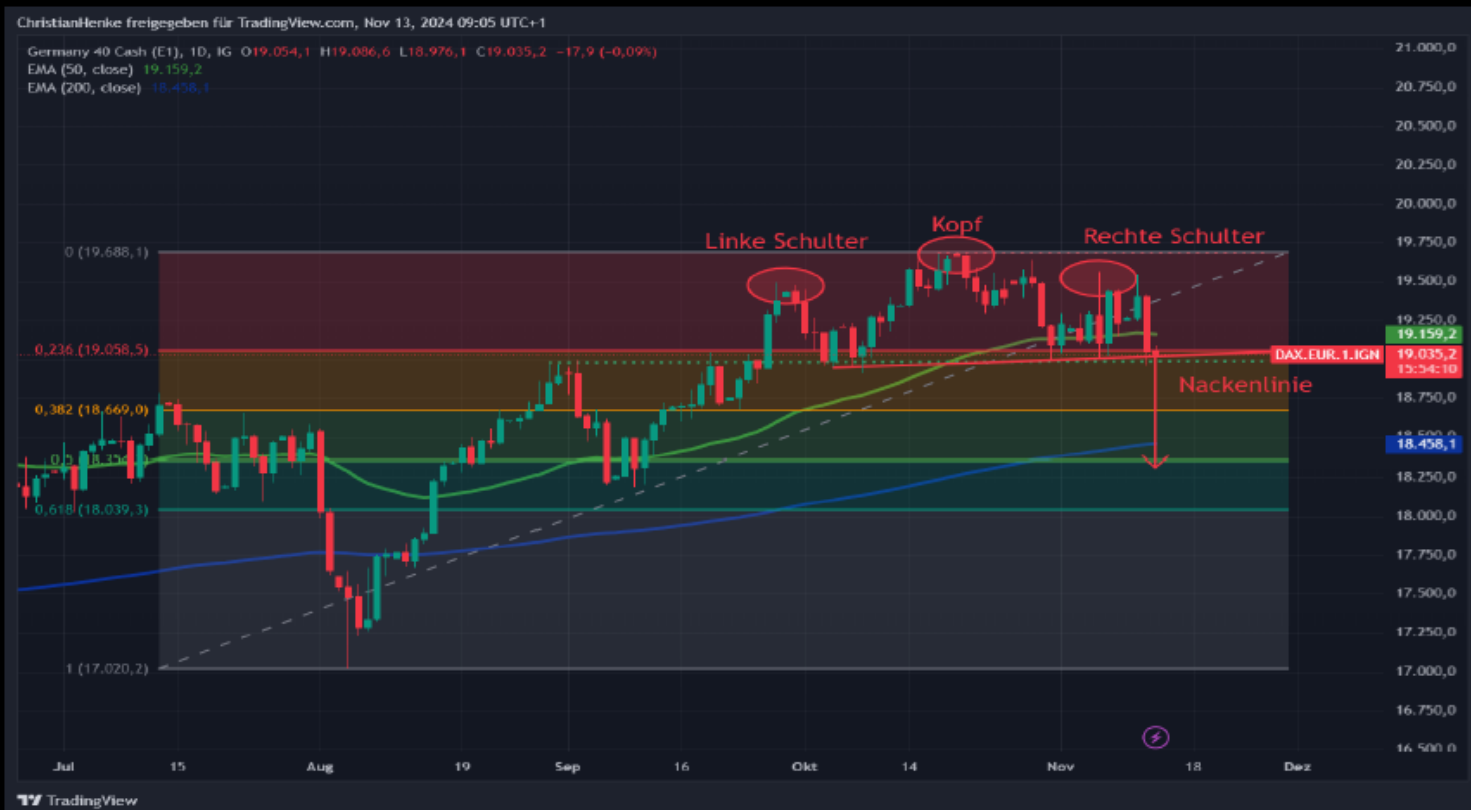 ChristianHenke freigegeben für TradingView.com, Nov 13, 2024 09:05 UTC+1
Germany 40 Cash (E1), 1D, IG O19.054,1 H19.086,6 L18.976,1 C19.035,2 −17,9 (−0,09%)
EMA (50, close) 19.159,2
EMA (200, close) 18.458,1
21.000,0
20.750,0
20.500,0
20.250,0
20.000,0
19.750,0
19.500,0
19.250,0
19.159,2
DAX.EUR.1.IGN 19.035,2
15:54:10
18.750,0
18.458,1
18.250,0
18.000,0
17.750,0
17.500,0
17.250,0
17.000,0
16.750,0
16.500,0
Linke Schulter
Kopf
Rechte Schulter
Nackenlinie
0 (19.688,1)
0,236 (19.058,5)
0,382 (18.669,0)
0,618 (18.039,3)
1 (17.020,2)
Jul 15 Aug 19 Sep 16 Okt 14 Nov 18 Dez
TradingView